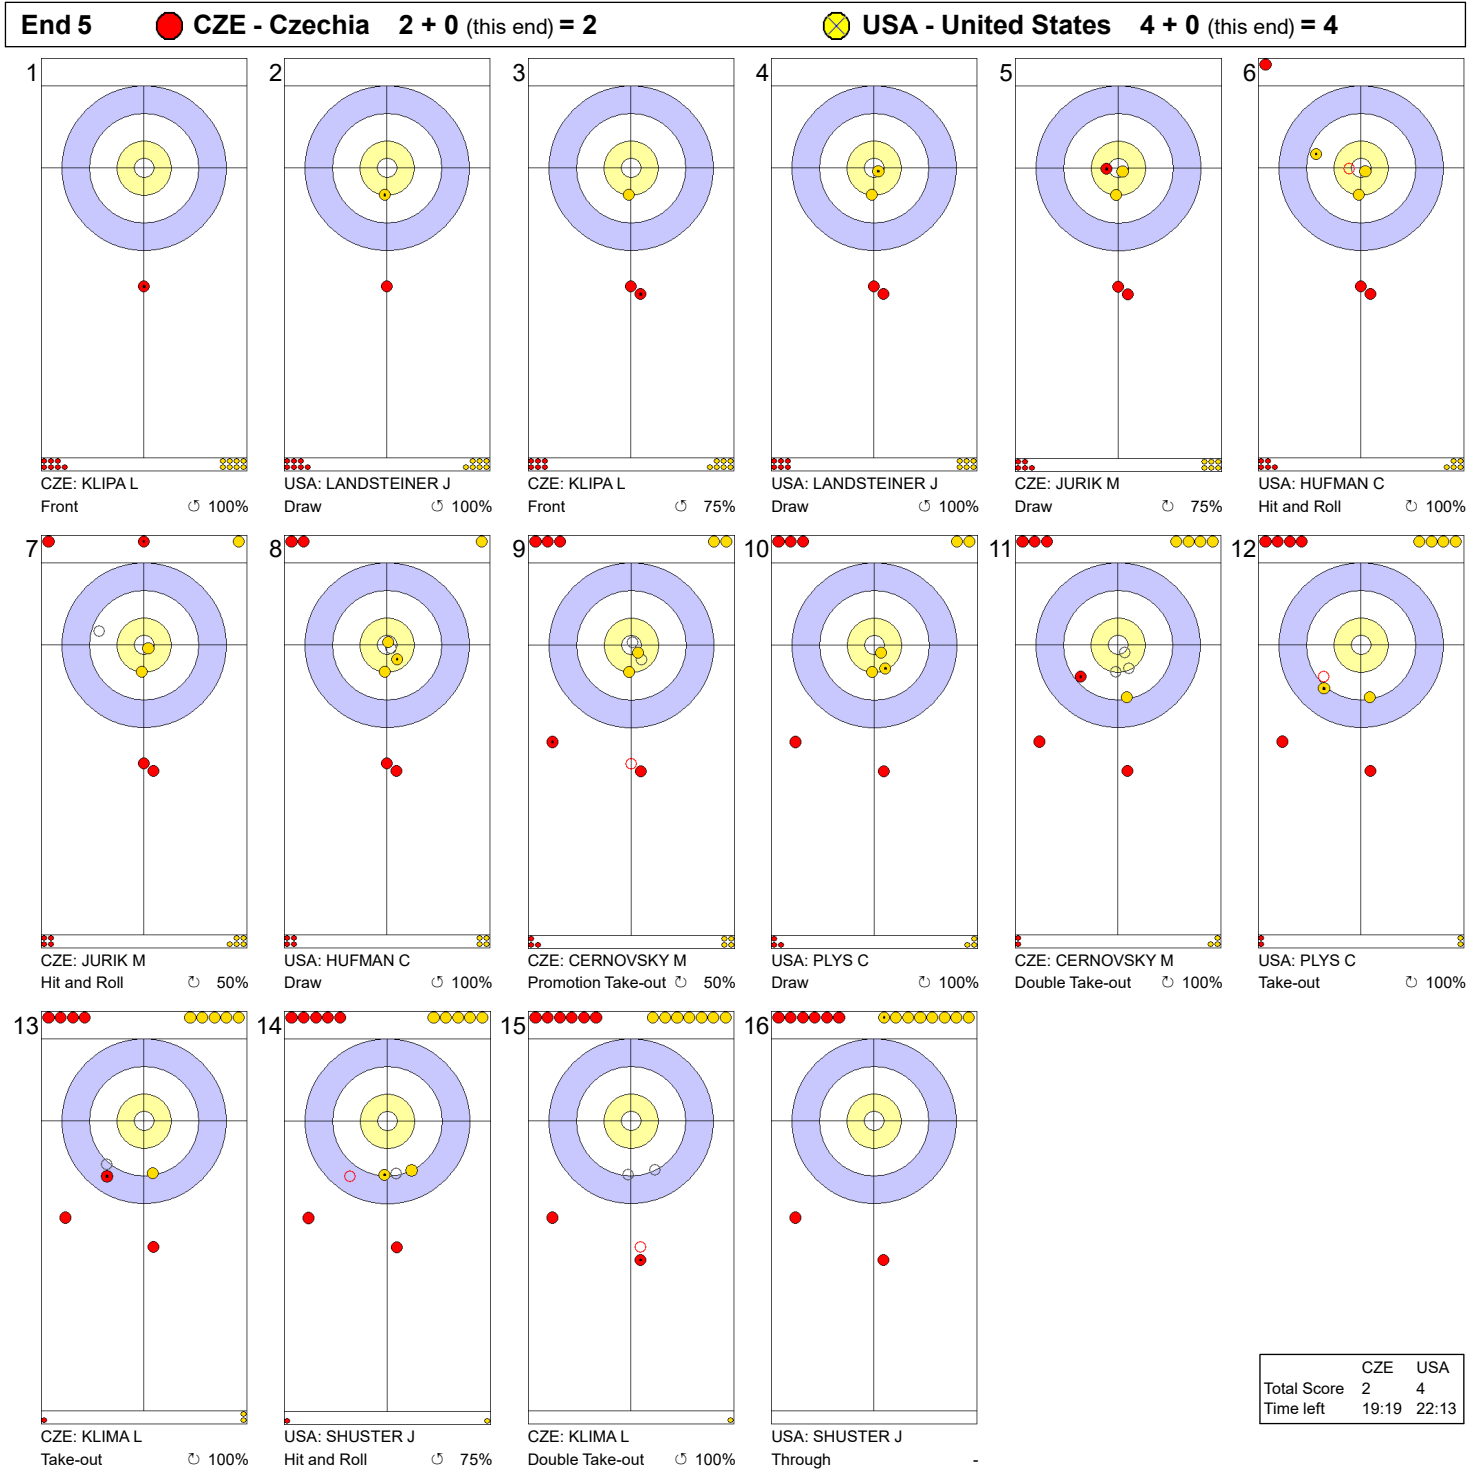 End 5 CZE - Czechia 2 + 0 (this end) = 2 USA - United States 4 + 0 (this end) = 4
1 2 3 4 5 6
CZE: KLIPA L USA: LANDSTEINER J CZE: KLIPA L USA: LANDSTEINER J CZE: JURIK M USA: HUFMAN C
Front ↺ 100% Draw ↺ 100% Front ↺ 75% Draw ↺ 100% Draw ↻ 75% Hit and Roll ↻ 100%
7 8 9 10 11 12
CZE: JURIK M USA: HUFMAN C CZE: CERNOVSKY M USA: PLYS C CZE: CERNOVSKY M USA: PLYS C
Hit and Roll ↻ 50% Draw ↻ 100% Promotion Take-out ↻ 50% Draw ↻ 100% Double Take-out ↻ 100% Take-out ↻ 100%
13 14 15 16
CZE USA
Total Score 2 4
Time left 19:19 22:13
CZE: KLIMA L USA: SHUSTER J CZE: KLIMA L USA: SHUSTER J
Take-out ↻ 100% Hit and Roll ↺ 75% Double Take-out ↺ 100% Through -